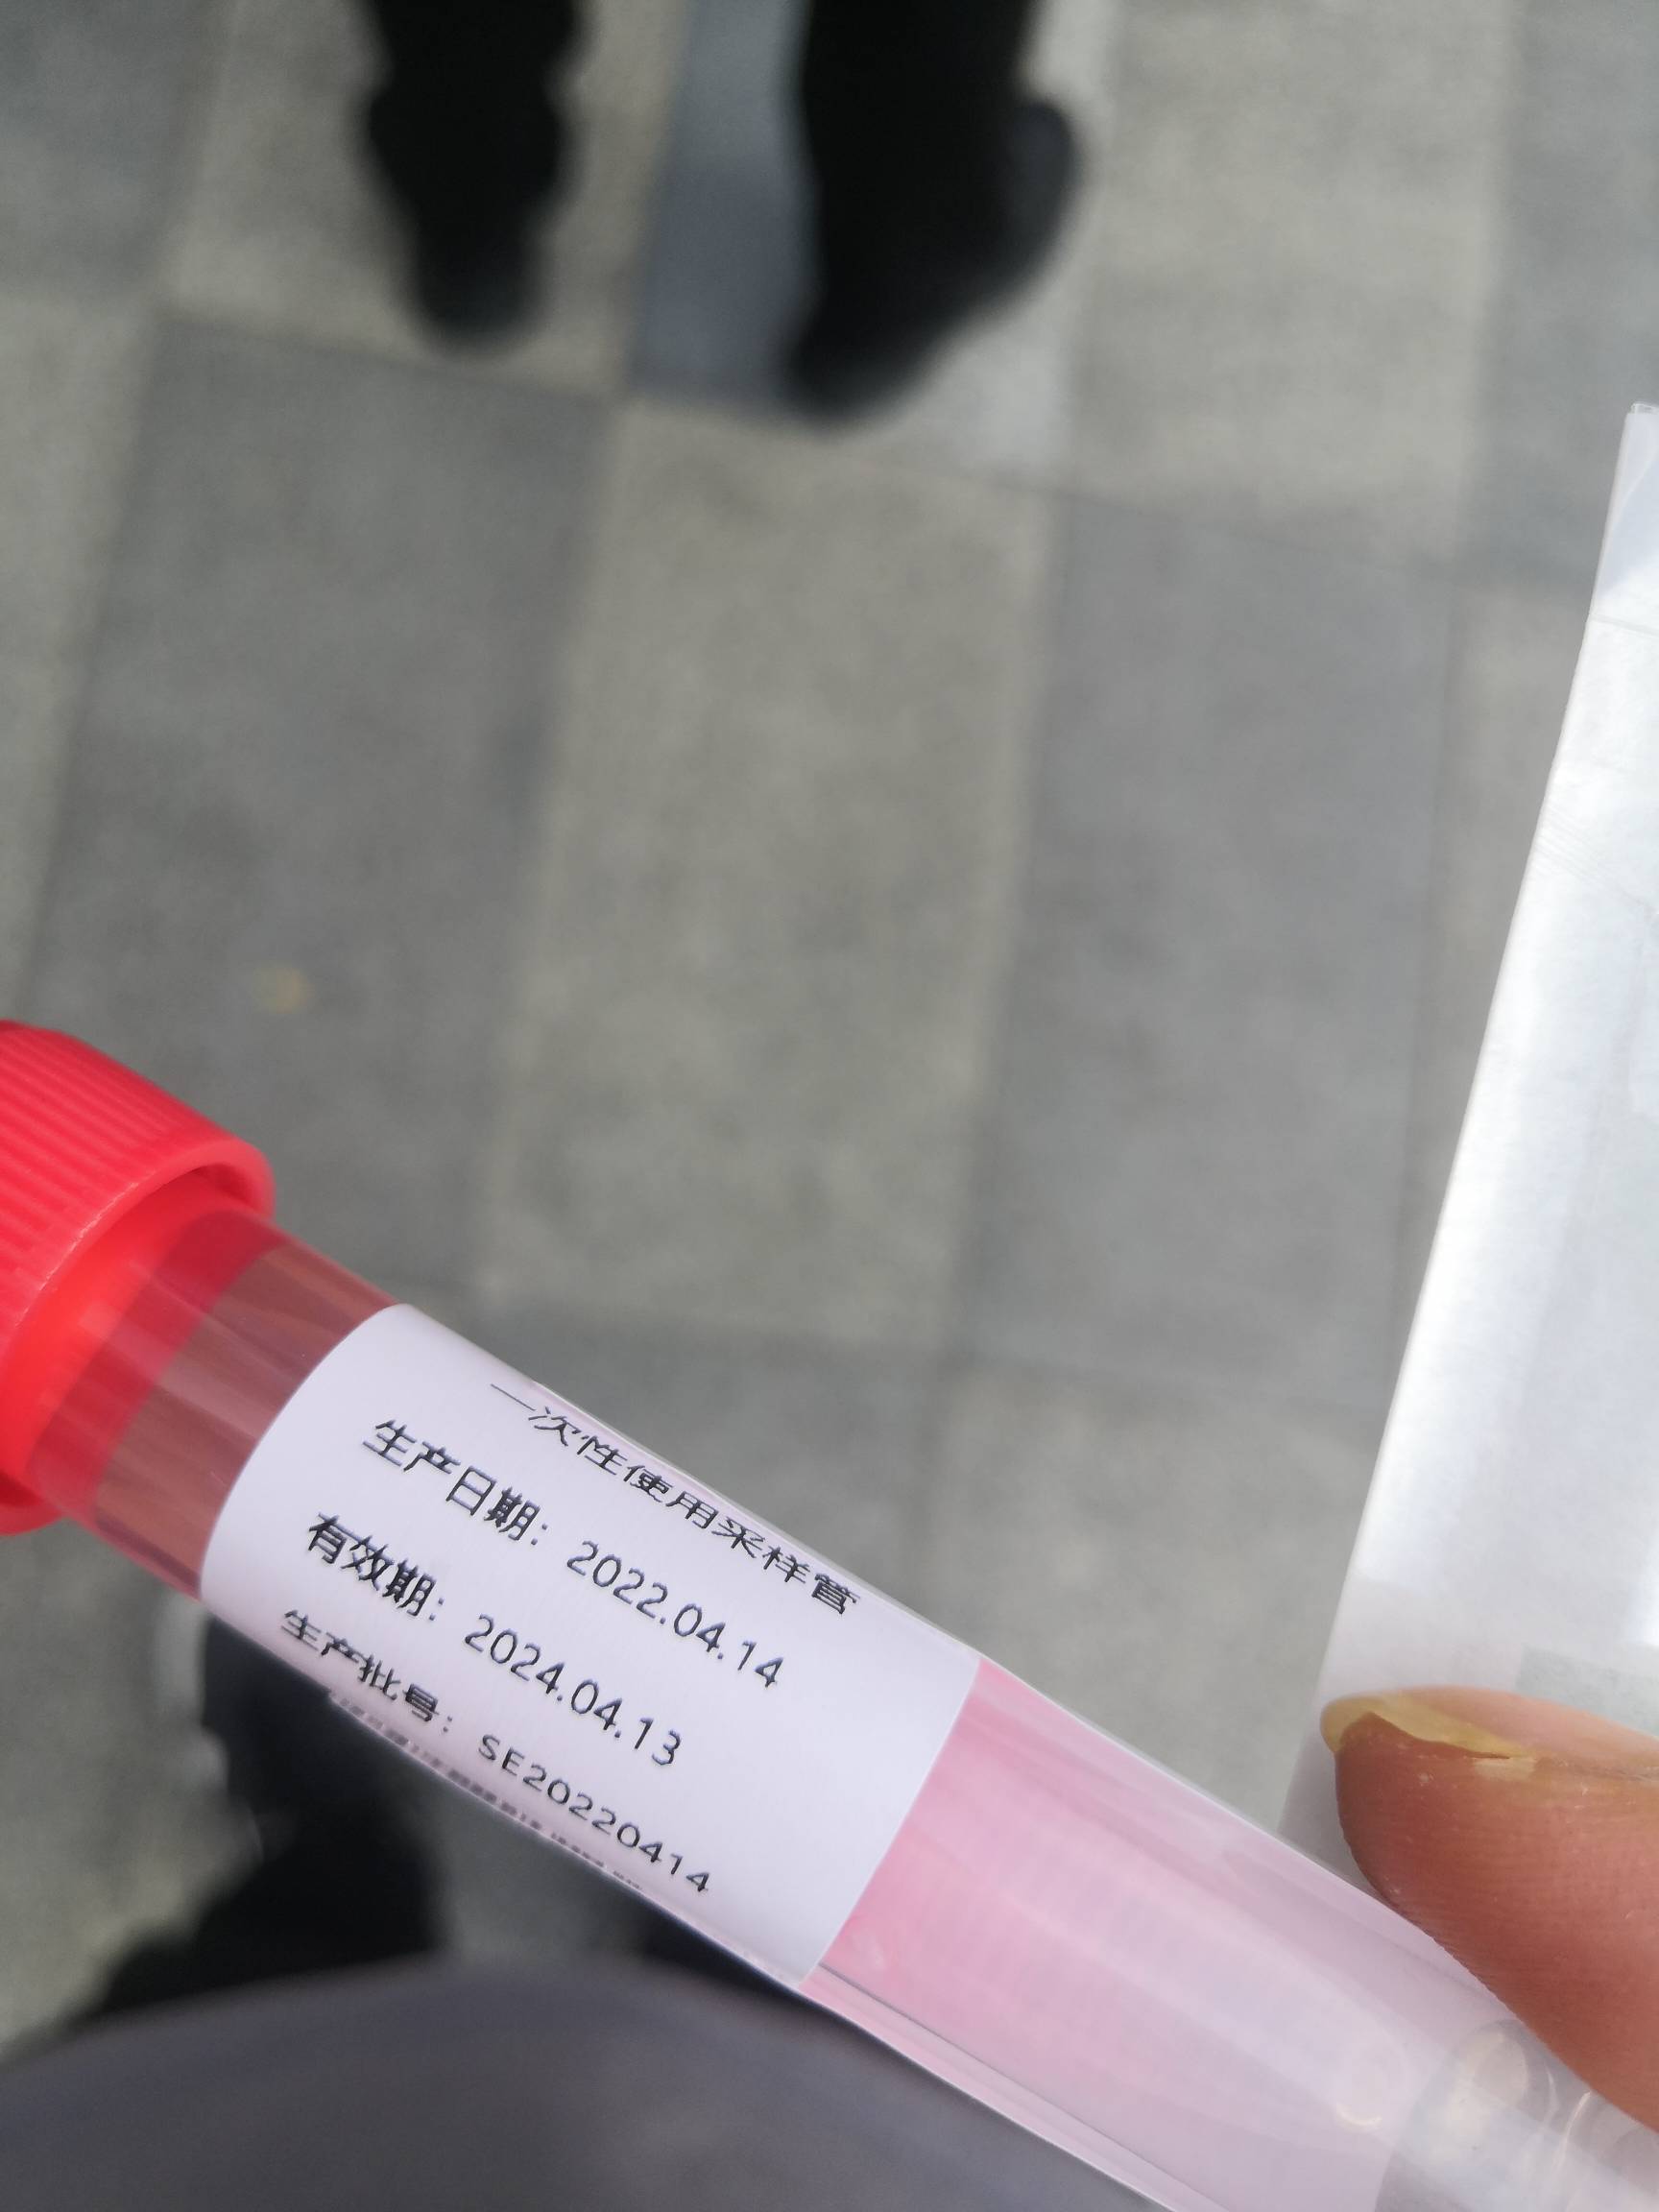 一次性使用采样管
生产日期: 2022.04.14
有效期: 2024.04.13
生产批号: SE20220414